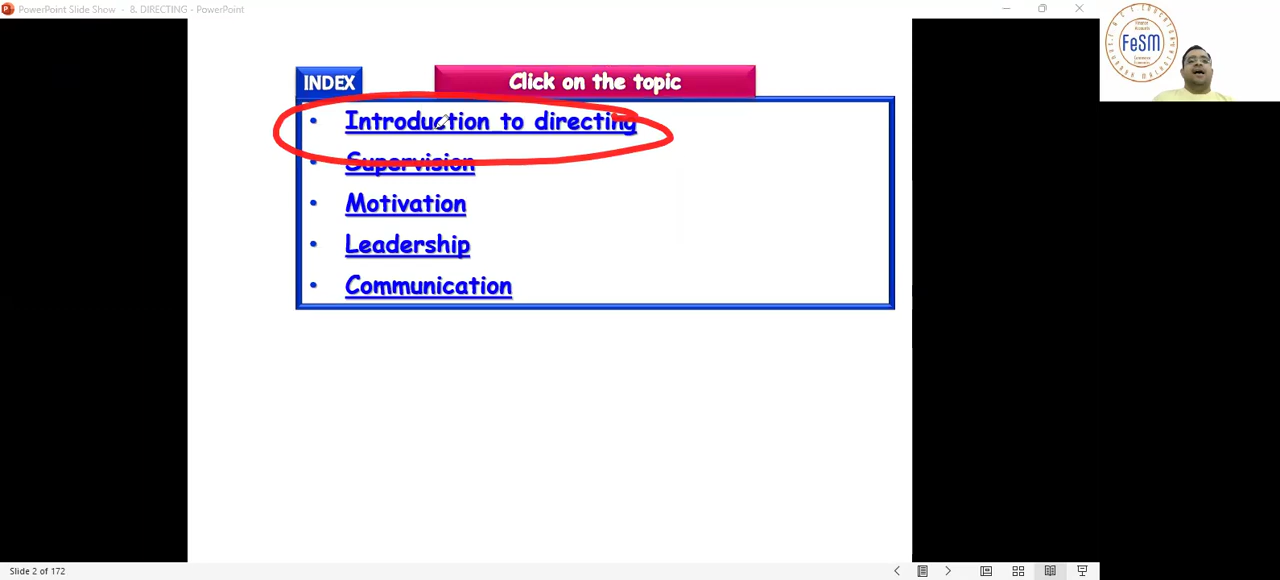 PowerPoint Slide Show - 8. DIRECTING - PowerPoint
INDEX
Click on the topic
• Introduction to directing
• Supervision
• Motivation
• Leadership
• Communication
FeSM
Slide 2 of 172